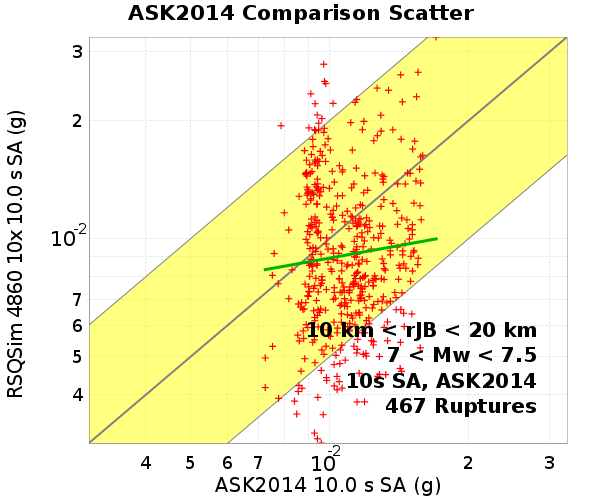 ASK2014 Comparison Scatter
RSQSim 4860 10x 10.0 s SA (g)
3
2
10-2
7
6
5
4
10 km < rJB < 20 km
7 < Mw < 7.5
10s SA, ASK2014
467 Ruptures
4 5 6 7 10-2 2 3
ASK2014 10.0 s SA (g)